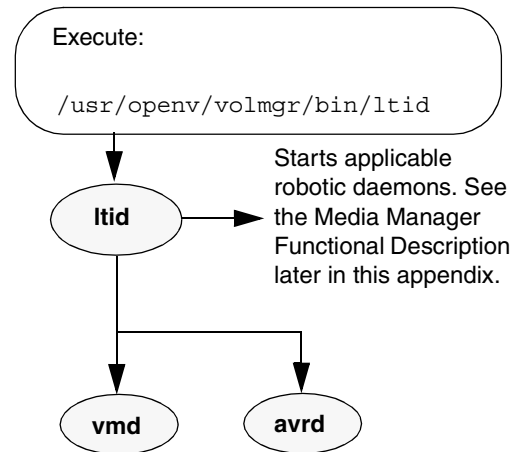 Execute:
/usr/openv/volmgr/bin/ltid
Starts applicable
robotic daemons. See
the Media Manager
Functional Description
later in this appendix.
ltid
vmd
avrd